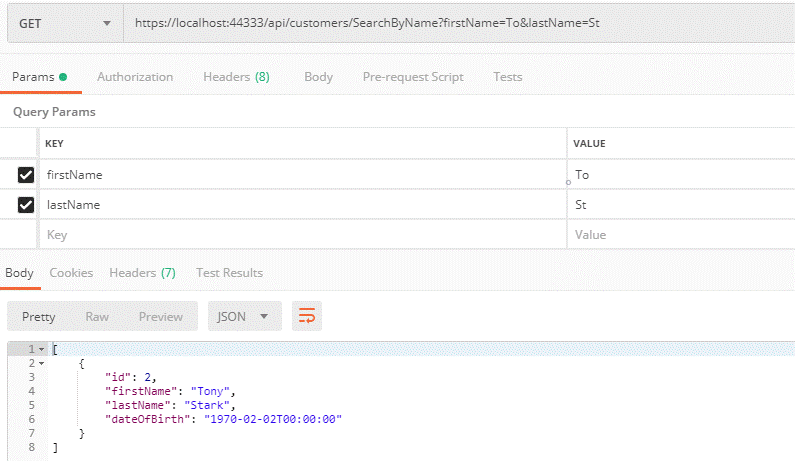 GET https://localhost:44333/api/customers/SearchByName?firstName=To&lastName=St
Params Authorization Headers (8) Body Pre-request Script Tests
Query Params
KEY VALUE
firstName To
lastName St
Key Value
Body Cookies Headers (7) Test Results
Pretty Raw Preview JSON
1 [
2 {
3 "id": 2,
4 "firstName": "Tony",
5 "lastName": "Stark",
6 "dateOfBirth": "1970-02-02T00:00:00"
7 }
8 ]